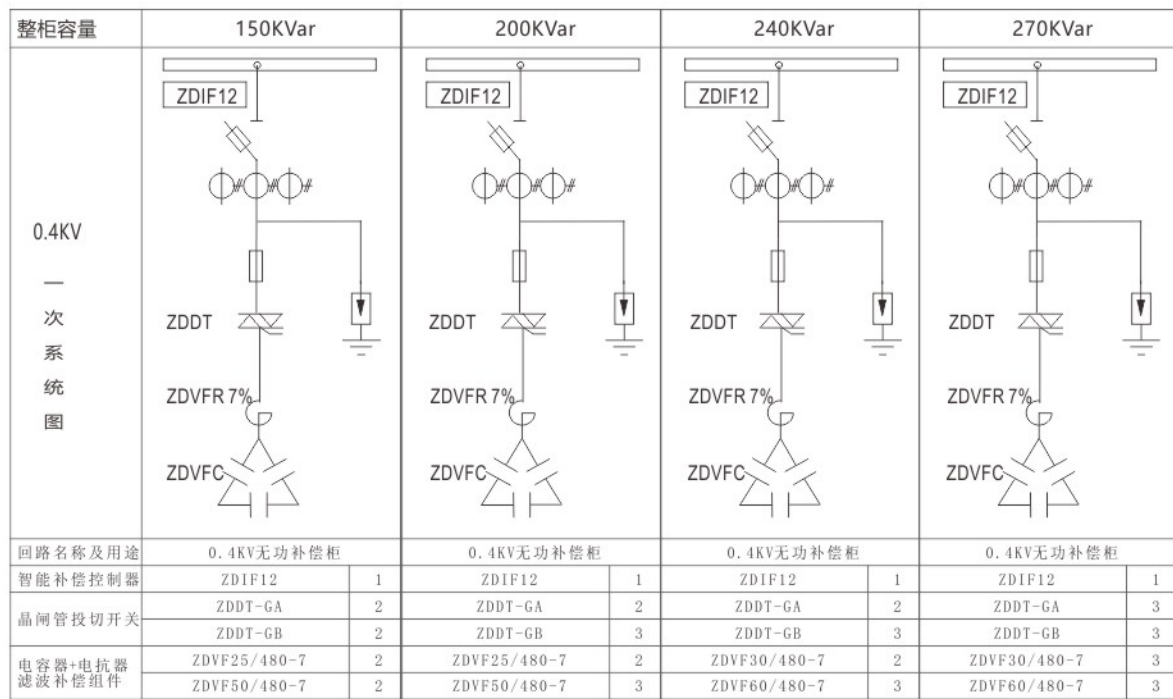 整柜容量 150KVar 200KVar 240KVar 270KVar
0.4KV
一
次
系
统
图
ZDIF12 ZDIF12 ZDIF12 ZDIF12
ZDDT ZDDT ZDDT ZDDT
ZDVFR 7% ZDVFR 7% ZDVFR 7% ZDVFR 7%
ZDVFC ZDVFC ZDVFC ZDVFC
回路名称及用途 0.4KV无功补偿柜 0.4KV无功补偿柜 0.4KV无功补偿柜 0.4KV无功补偿柜
智能补偿控制器 ZDIF12 1 ZDIF12 1 ZDIF12 1 ZDIF12 1
晶闸管投切开关 ZDDT-GA 2 ZDDT-GA 2 ZDDT-GA 2 ZDDT-GA 3
ZDDT-GB 2 ZDDT-GB 3 ZDDT-GB 3 ZDDT-GB 3
电容器+电抗器 ZDVF25/480-7 2 ZDVF25/480-7 2 ZDVF30/480-7 2 ZDVF30/480-7 3
滤波补偿组件 ZDVF50/480-7 2 ZDVF50/480-7 3 ZDVF60/480-7 3 ZDVF60/480-7 3